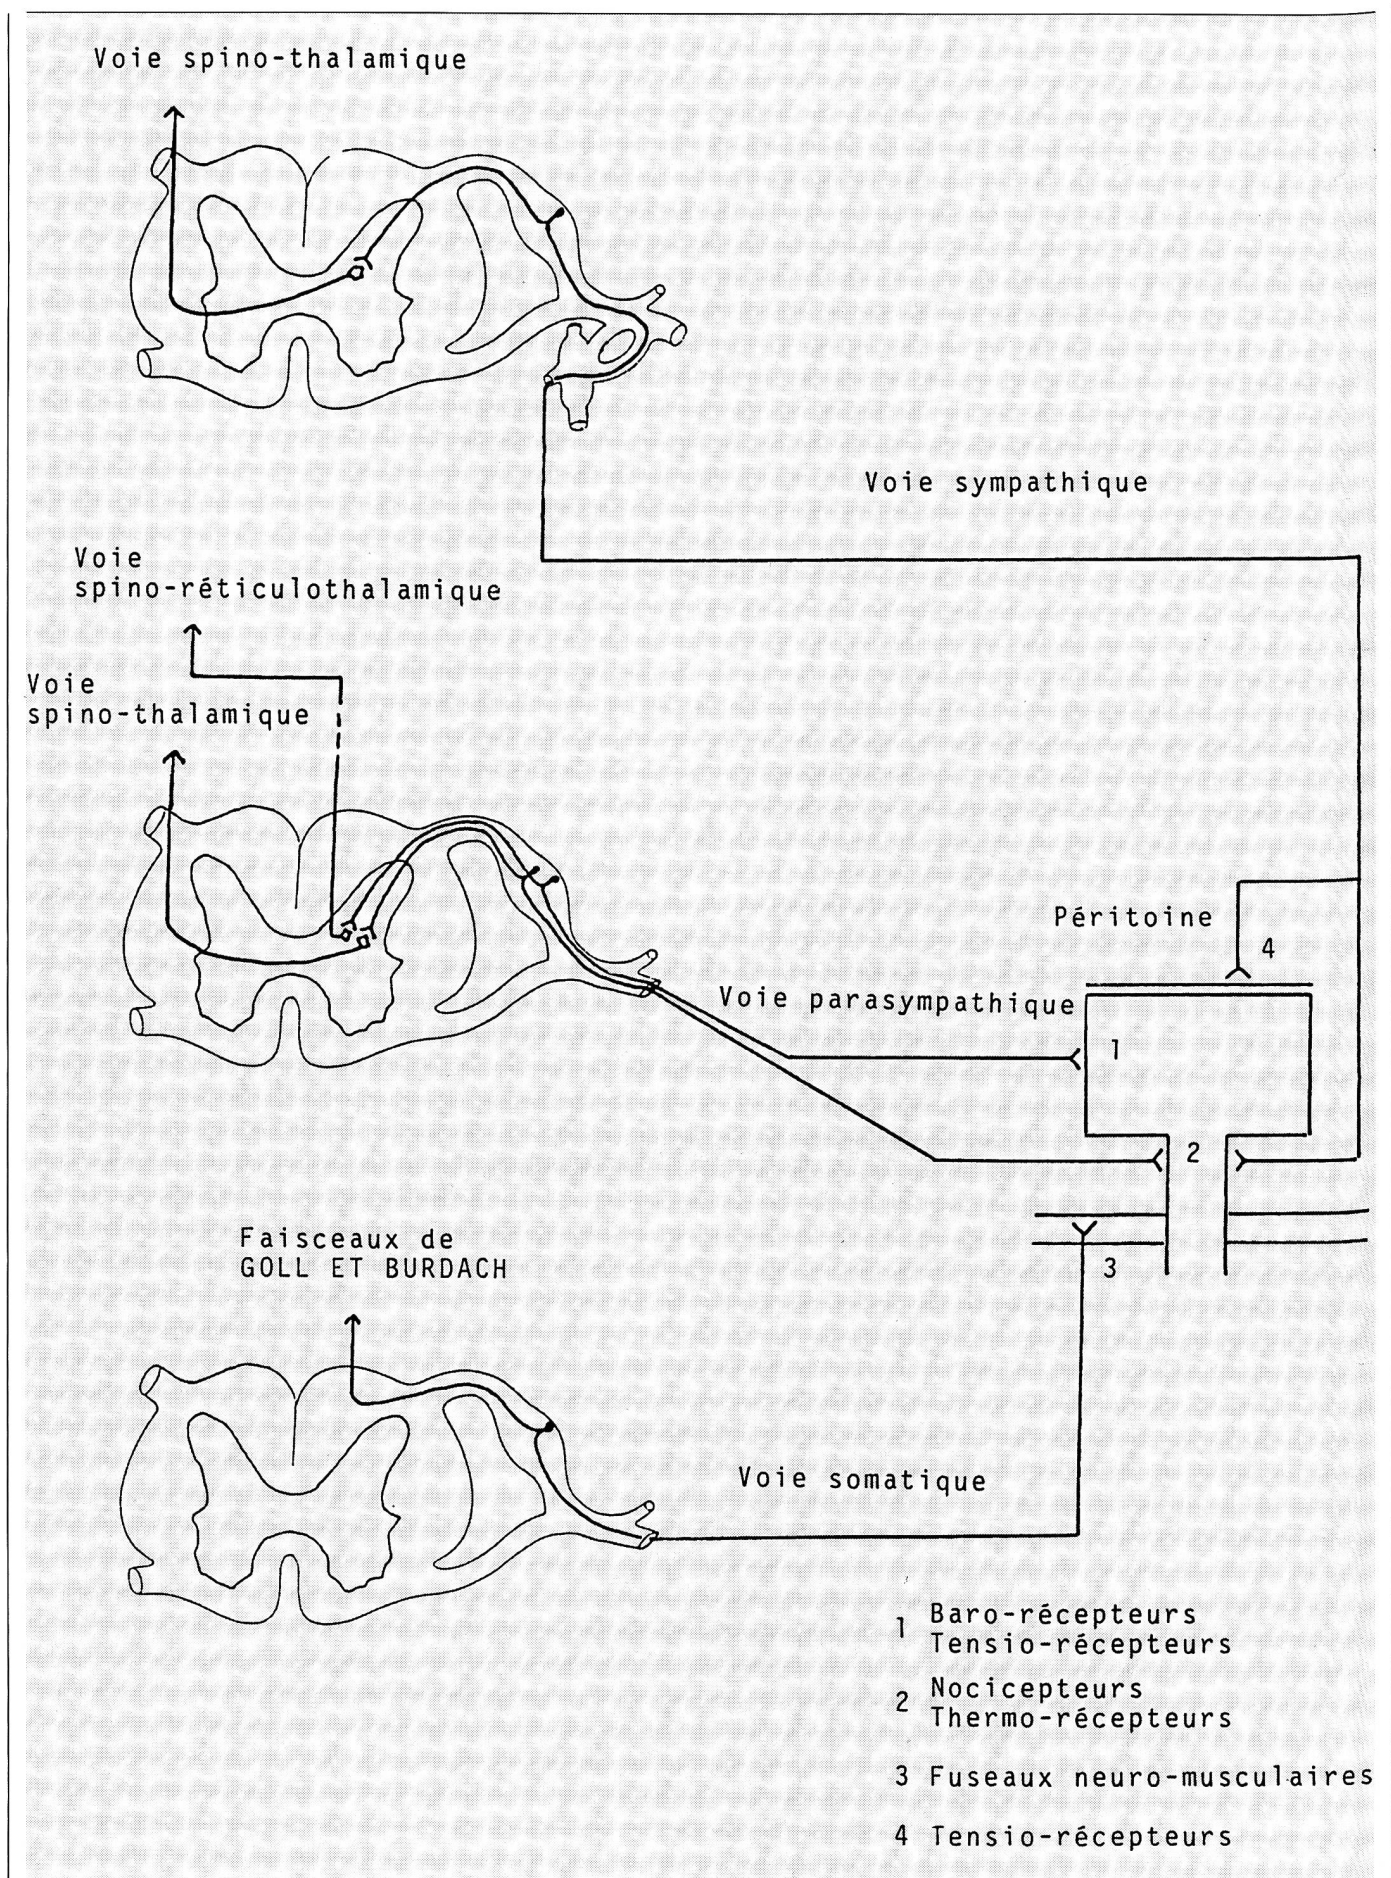 Voie spino-thalamique
Voie sympathique
Voie
spino-réticulothalamique
Voie
spino-thalamique
Péritoine
4
Voie parasympathique
1
2
Faisceaux de
GOLL ET BURDACH
3
Voie somatique
1 Baro-récepteurs
Tensio-récepteurs
2 Nocicepteurs
Thermo-récepteurs
3 Fuseaux neuro-musculaires
4 Tensio-récepteurs